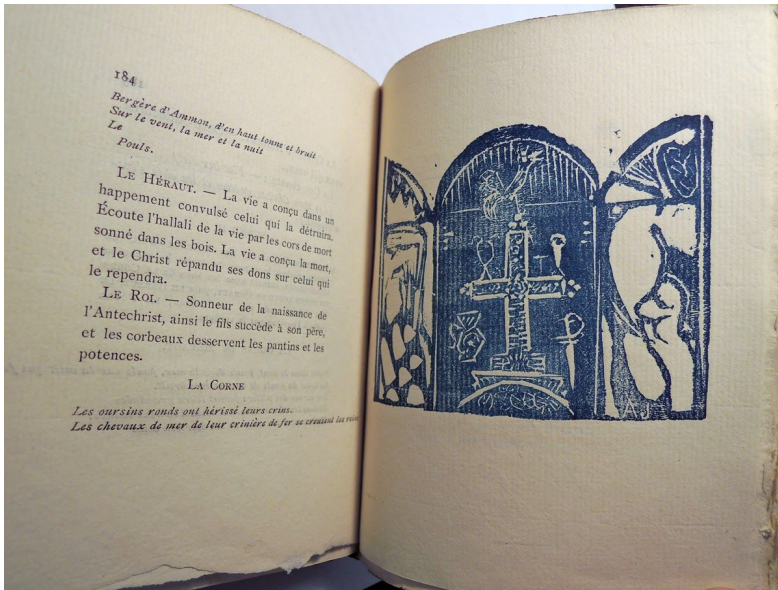 184
Bergère d'Ammon, d'en haut tonne et bruit
Sur le vent, la mer et la nuit
Le
Pouls.
LE HÉRAUT. — La vie a conçu dans un
happement convulsé celui qui la détruira.
Écoute l'hallali de la vie par les cors de mort
sonné dans les bois. La vie a conçu la mort,
et le Christ répandu ses dons sur celui qui
le rependra.
LE ROI. — Sonneur de la naissance de
l'Antechrist, ainsi le fils succède à son père,
et les corbeaux desservent les pantins et les
potences.
LA CORNE
Les oursins ronds ont hérissé leurs crins.
Les chevaux de mer de leur crinière de fer se creusent les reins
AJ